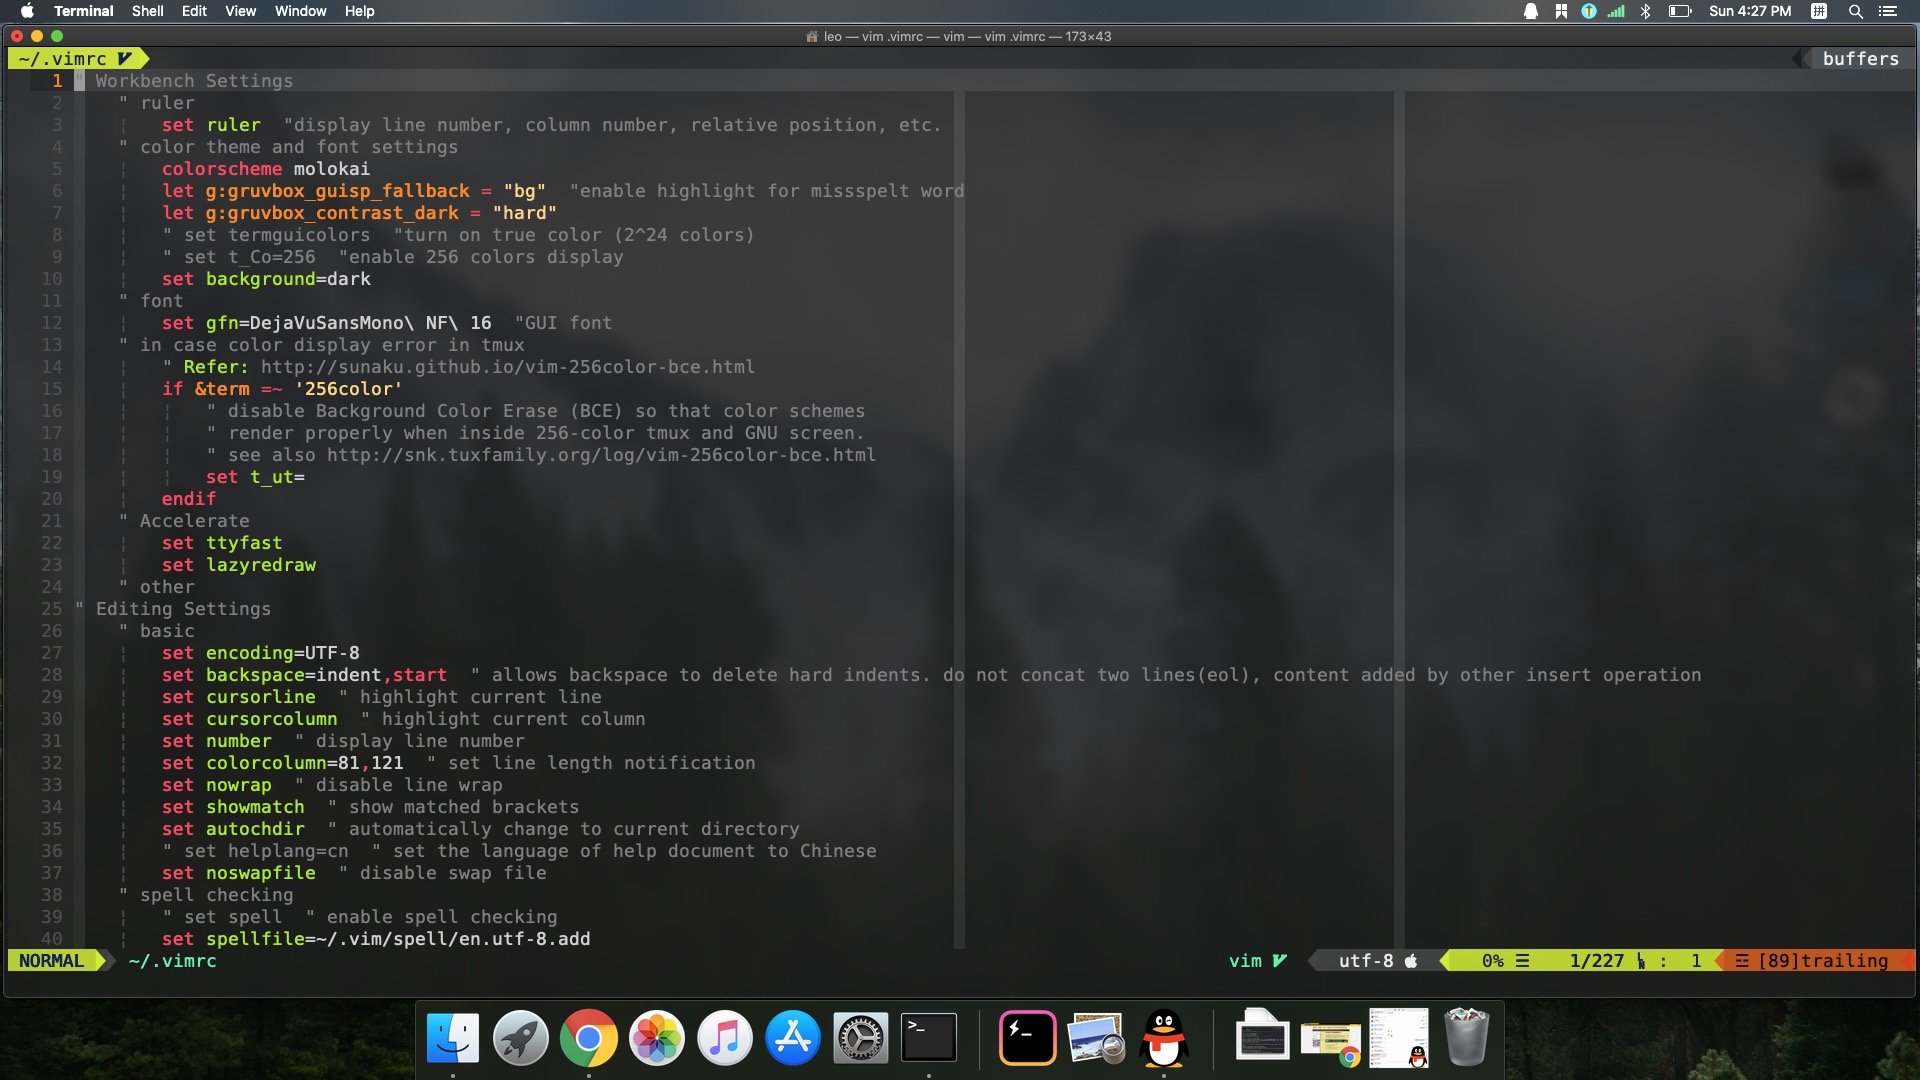 Terminal Shell Edit View Window Help Sun 4:27 PM 拼
leo — vim .vimrc — vim — vim .vimrc — 173×43
~/.vimrc buffers
1 " Workbench Settings
2 " ruler
3 set ruler "display line number, column number, relative position, etc.
4 " color theme and font settings
5 colorscheme molokai
6 let g:gruvbox_guisp_fallback = "bg" "enable highlight for missspelt word
7 let g:gruvbox_contrast_dark = "hard"
8 " set termguicolors "turn on true color (2^24 colors)
9 " set t_Co=256 "enable 256 colors display
10 set background=dark
11 " font
12 set gfn=DejaVuSansMono\ NF\ 16 "GUI font
13 " in case color display error in tmux
14 " Refer: http://sunaku.github.io/vim-256color-bce.html
15 if &term =~ '256color'
16 " disable Background Color Erase (BCE) so that color schemes
17 " render properly when inside 256-color tmux and GNU screen.
18 " see also http://snk.tuxfamily.org/log/vim-256color-bce.html
19 set t_ut=
20 endif
21 " Accelerate
22 set ttyfast
23 set lazyredraw
24 " other
25 " Editing Settings
26 " basic
27 set encoding=UTF-8
28 set backspace=indent,start " allows backspace to delete hard indents. do not concat two lines(eol), content added by other insert operation
29 set cursorline " highlight current line
30 set cursorcolumn " highlight current column
31 set number " display line number
32 set colorcolumn=81,121 " set line length notification
33 set nowrap " disable line wrap
34 set showmatch " show matched brackets
35 set autochdir " automatically change to current directory
36 " set helplang=cn " set the language of help document to Chinese
37 set noswapfile " disable swap file
38 " spell checking
39 " set spell " enable spell checking
40 set spellfile=~/.vim/spell/en.utf-8.add
NORMAL ~/.vimrc vim utf-8 0% ☰ 1/227 : 1 ☲ [89]trailing